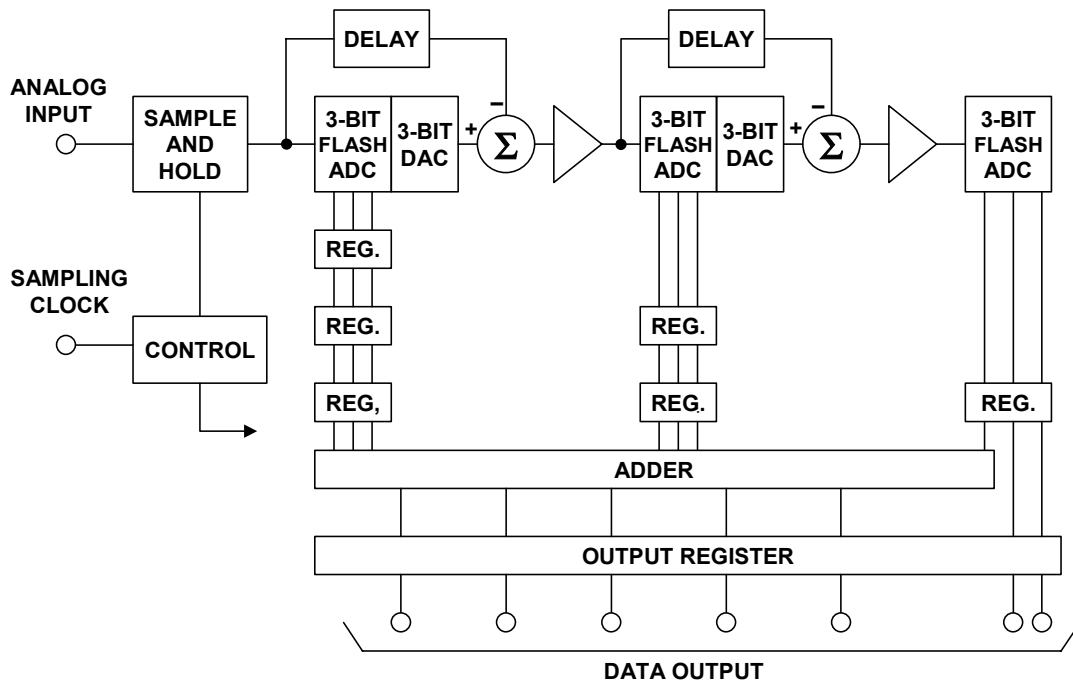 DELAY
DELAY
ANALOG
INPUT
SAMPLE
AND
HOLD
3-BIT
FLASH
ADC
3-BIT
DAC
+
−
Σ
3-BIT
FLASH
ADC
3-BIT
DAC
+
−
Σ
3-BIT
FLASH
ADC
REG.
SAMPLING
CLOCK
CONTROL
REG.
REG.
REG,
REG.
REG.
ADDER
OUTPUT REGISTER
DATA OUTPUT